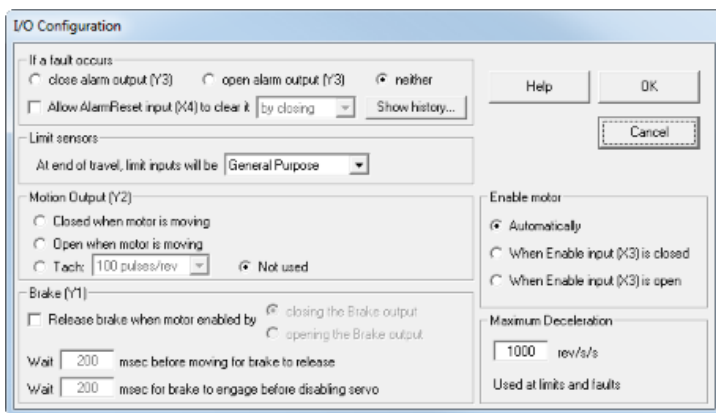 I/O Configuration
If a fault occurs
close alarm output (Y3) open alarm output (Y3) neither
Allow AlarmReset input (X4) to clear it by closing Show history...
Help OK
Cancel
Limit sensors
At end of travel, limit inputs will be General Purpose
Motion Output (Y2)
Closed when motor is moving
Open when motor is moving
Tach: 100 pulses/rev Not used
Enable motor
Automatically
When Enable input (X3) is closed
When Enable input (X3) is open
Brake (Y1)
Release brake when motor enabled by closing the Brake output
opening the Brake output
Wait 200 msec before moving for brake to release
Wait 200 msec for brake to engage before disabling servo
Maximum Deceleration
1000 rev/s/s
Used at limits and faults